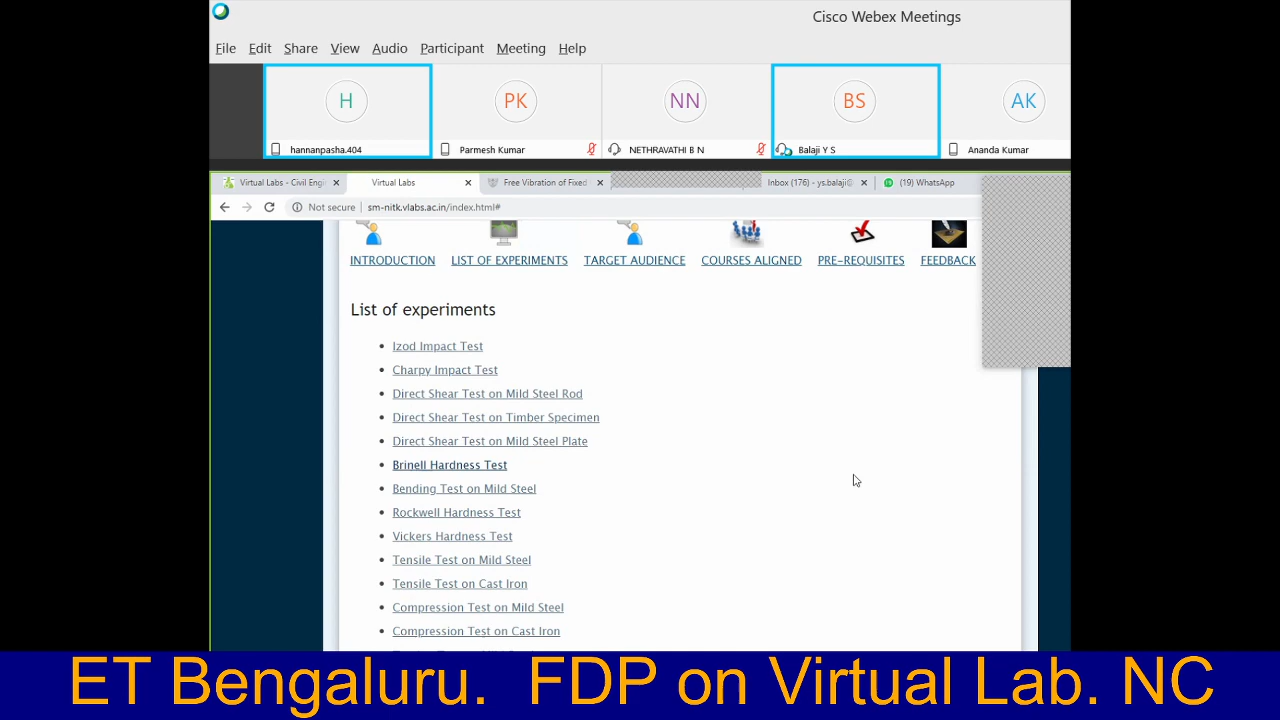 Cisco Webex Meetings
File Edit Share View Audio Participant Meeting Help
H PK NN BS AK
hannanpasha.404 Parmesh Kumar NETHRAVATHI B N Balaji Y S Ananda Kumar
Virtual Labs - Civil Engi Virtual Labs Free Vibration of Fixed Inbox (176) - ys.balaji@ (19) WhatsApp
Not secure sm-nitk.vlabs.ac.in/index.html#
INTRODUCTION LIST OF EXPERIMENTS TARGET AUDIENCE COURSES ALIGNED PRE-REQUISITES FEEDBACK
List of experiments
Izod Impact Test
Charpy Impact Test
Direct Shear Test on Mild Steel Rod
Direct Shear Test on Timber Specimen
Direct Shear Test on Mild Steel Plate
Brinell Hardness Test
Bending Test on Mild Steel
Rockwell Hardness Test
Vickers Hardness Test
Tensile Test on Mild Steel
Tensile Test on Cast Iron
Compression Test on Mild Steel
Compression Test on Cast Iron
ET Bengaluru. FDP on Virtual Lab. NC